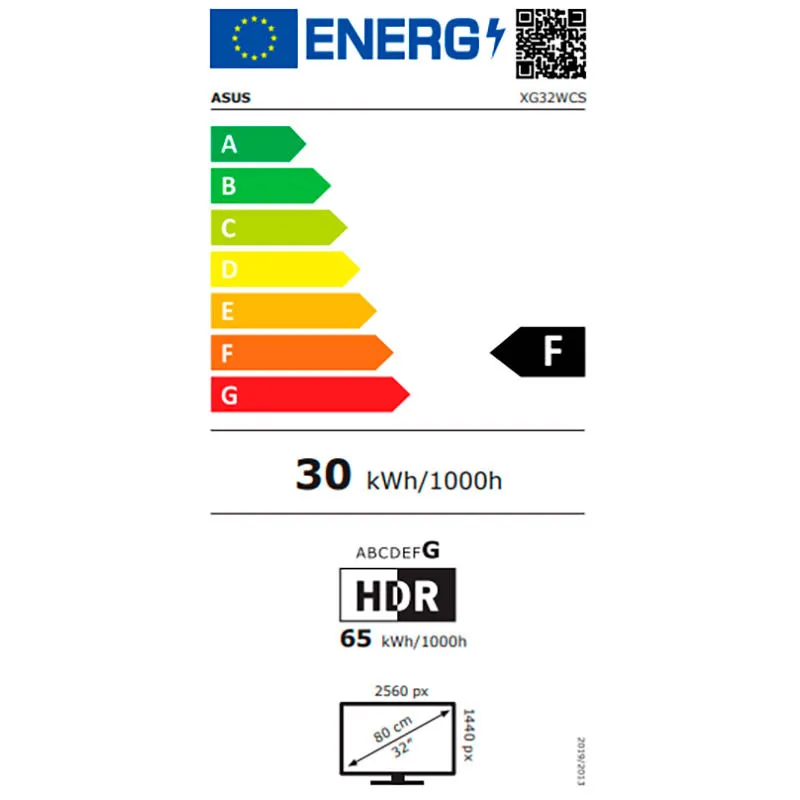 ENERG
ASUS XG32WCS
A
B
C
D
E
F
F
G
30 kWh/1000h
ABCDEFG
HDR
65 kWh/1000h
2560 px
1440 px
80 cm
32"
2019/2013